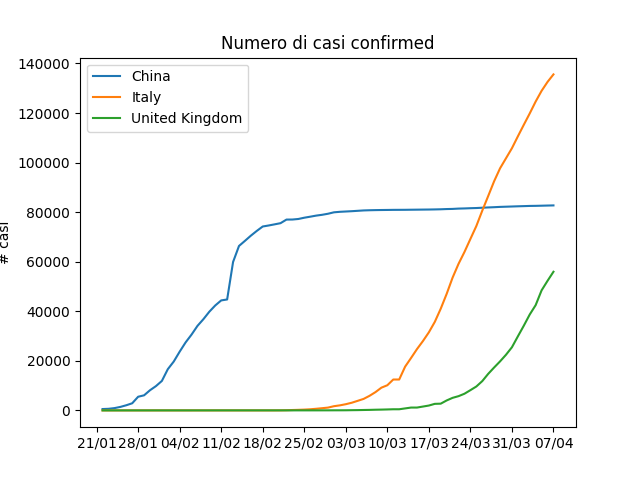 Numero di casi confirmed
China
Italy
United Kingdom
# casi
140000
120000
100000
80000
60000
40000
20000
0
21/01 28/01 04/02 11/02 18/02 25/02 03/03 10/03 17/03 24/03 31/03 07/04